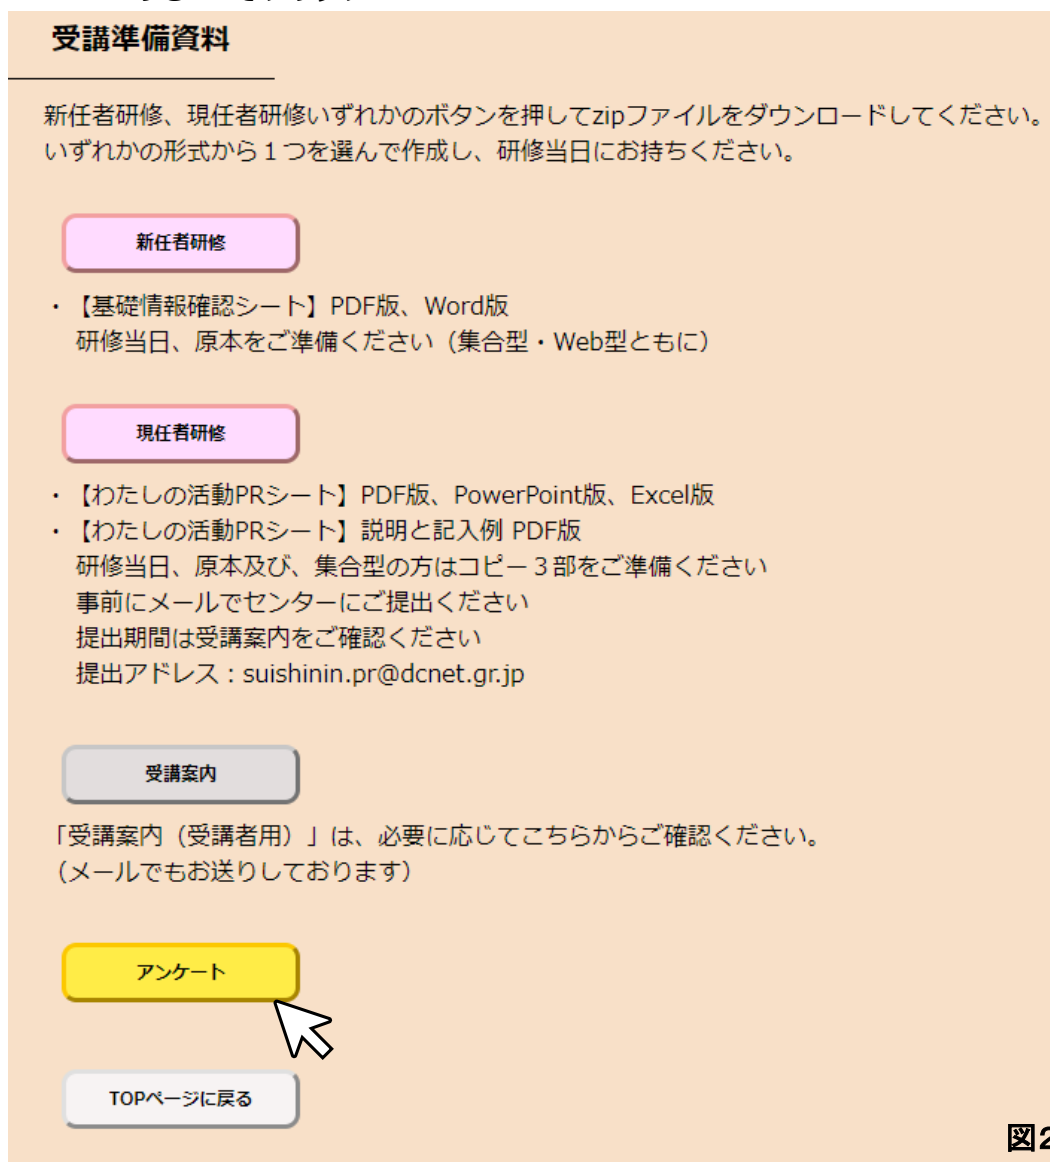 受講準備資料
新任者研修、現任者研修いずれかのボタンを押してzipファイルをダウンロードしてください。
いずれかの形式から１つを選んで作成し、研修当日にお持ちください。
新任者研修
・【基礎情報確認シート】PDF版、Word版
研修当日、原本をご準備ください（集合型・Web型ともに）
現任者研修
・【わたしの活動PRシート】PDF版、PowerPoint版、Excel版
・【わたしの活動PRシート】説明と記入例 PDF版
研修当日、原本及び、集合型の方はコピー３部をご準備ください
事前にメールでセンターにご提出ください
提出期間は受講案内をご確認ください
提出アドレス：suishinin.pr@dcnet.gr.jp
受講案内
「受講案内（受講者用）」は、必要に応じてこちらからご確認ください。
（メールでもお送りしております）
アンケート
TOPページに戻る
図2